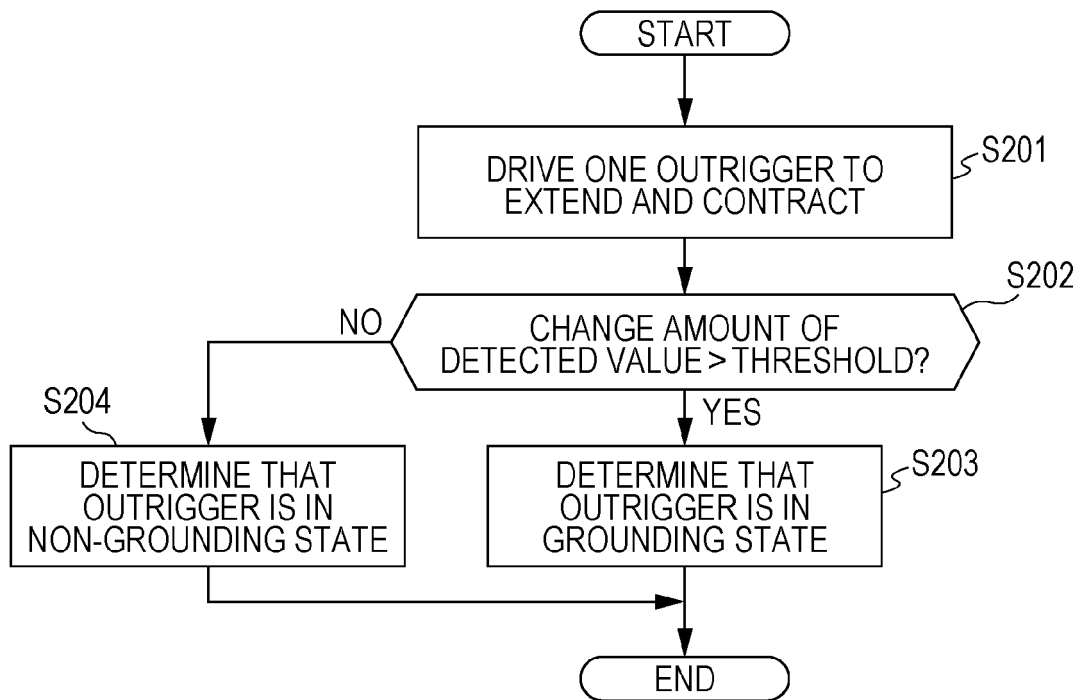 START
DRIVE ONE OUTRIGGER TO
EXTEND AND CONTRACT
S201
S202
CHANGE AMOUNT OF
DETECTED VALUE > THRESHOLD?
NO
YES
S204
DETERMINE THAT
OUTRIGGER IS IN
NON-GROUNDING STATE
S203
DETERMINE THAT
OUTRIGGER IS IN
GROUNDING STATE
END